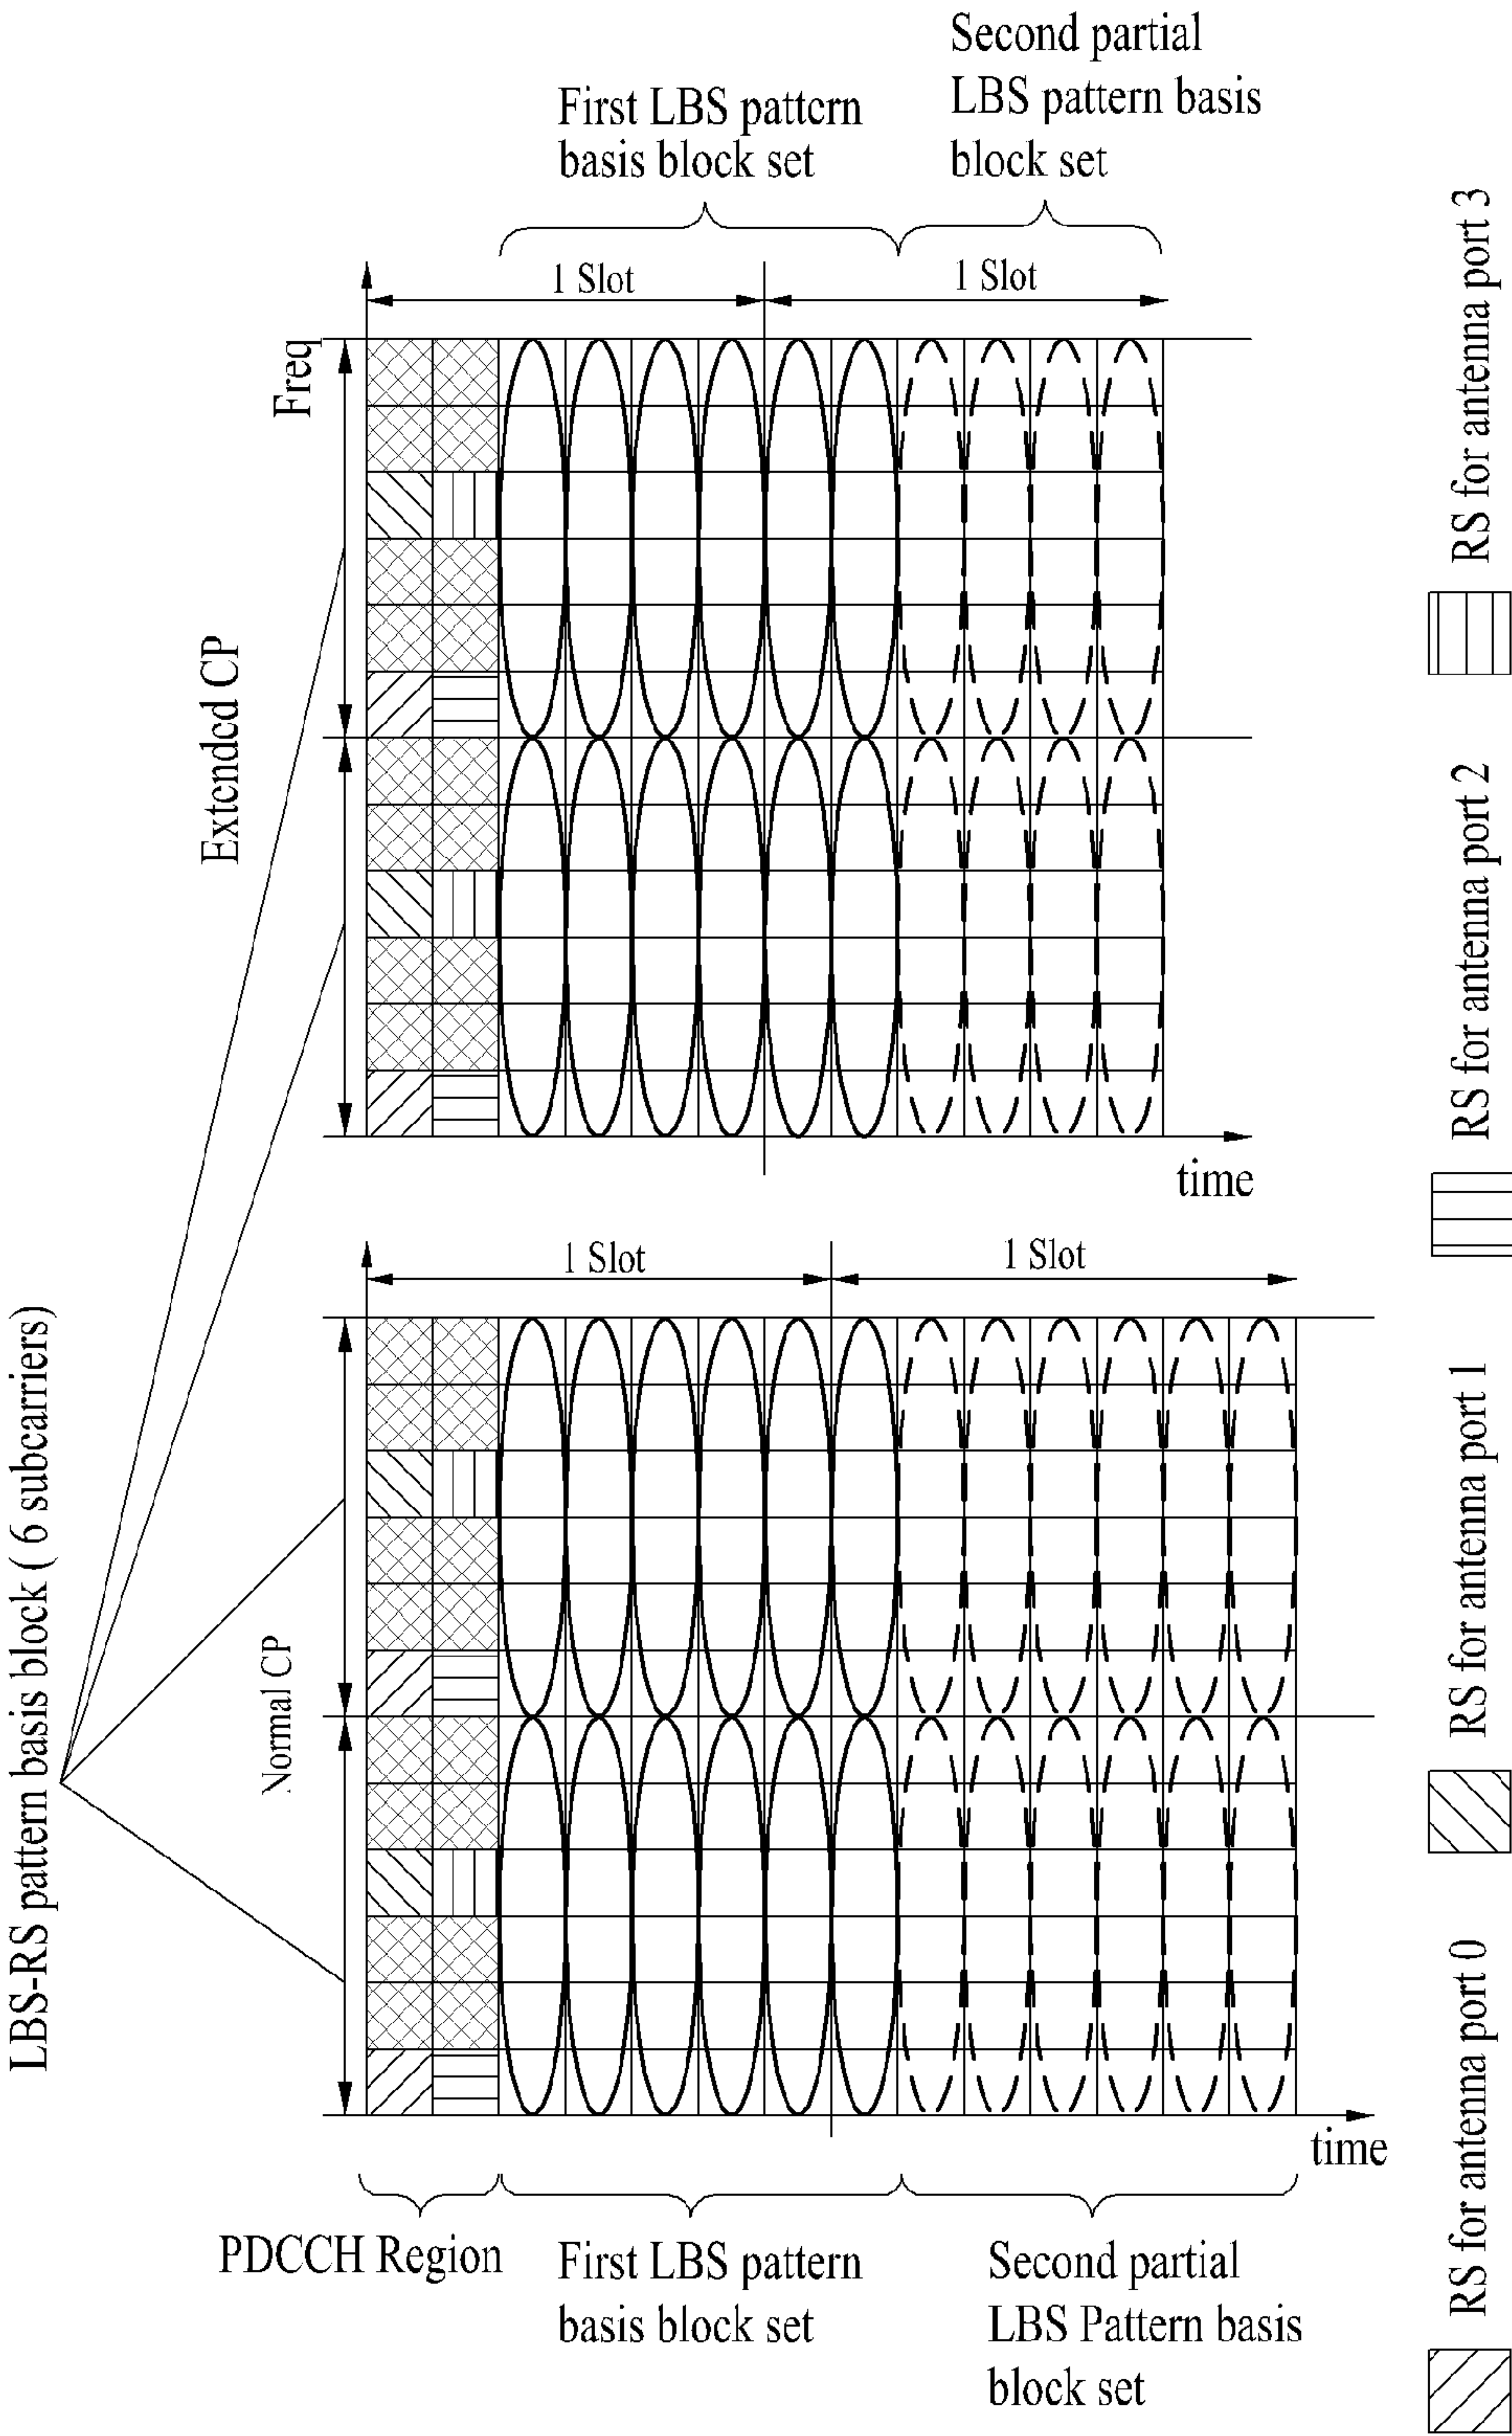 Second partial
LBS pattern basis
block set
First LBS pattern
basis block set
1 Slot
1 Slot
Freq
Extended CP
time
LBS-RS pattern basis block ( 6 subcarriers)
1 Slot
1 Slot
Normal CP
time
PDCCH Region
First LBS pattern
basis block set
Second partial
LBS Pattern basis
block set
RS for antenna port 0
RS for antenna port 1
RS for antenna port 2
RS for antenna port 3